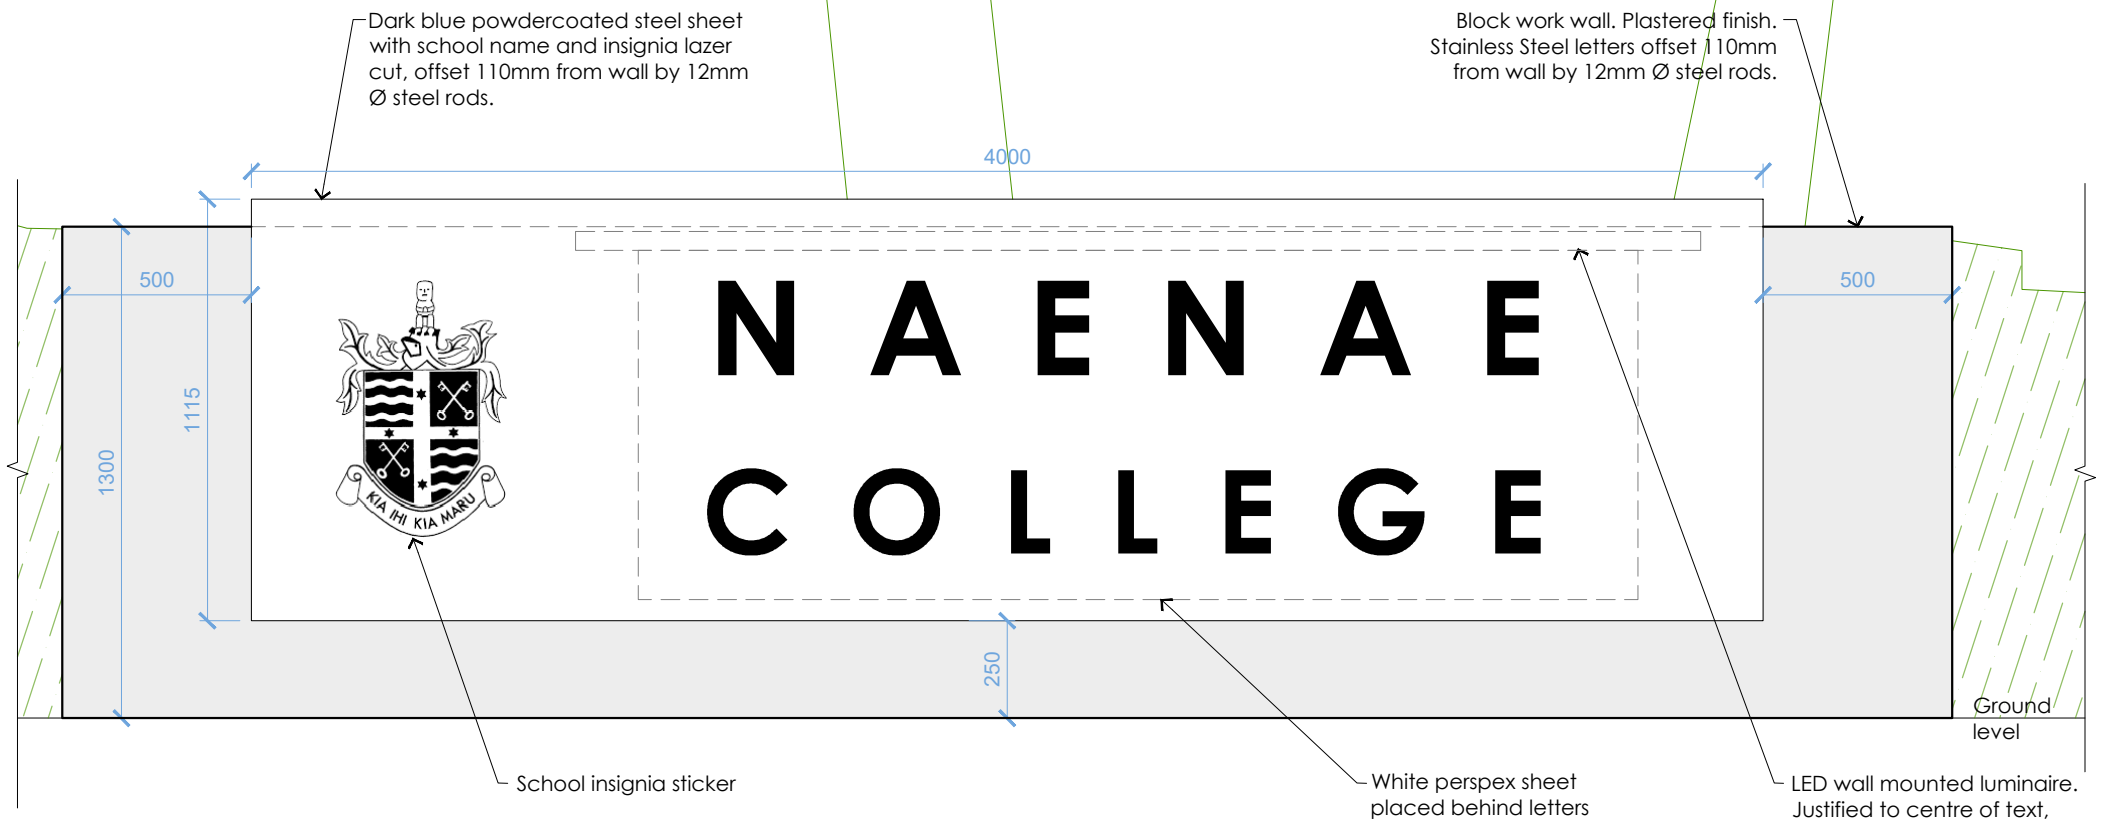 Dark blue powdercoated steel sheet
with school name and insignia lazer
cut, offset 110mm from wall by 12mm
Ø steel rods.
Block work wall. Plastered finish.
Stainless Steel letters offset 110mm
from wall by 12mm Ø steel rods.
4000
500
500
1115
1300
NAENAE
COLLEGE
KIA IHI KIA MARU
250
Ground
level
School insignia sticker
White perspex sheet
placed behind letters
LED wall mounted luminaire.
Justified to centre of text,